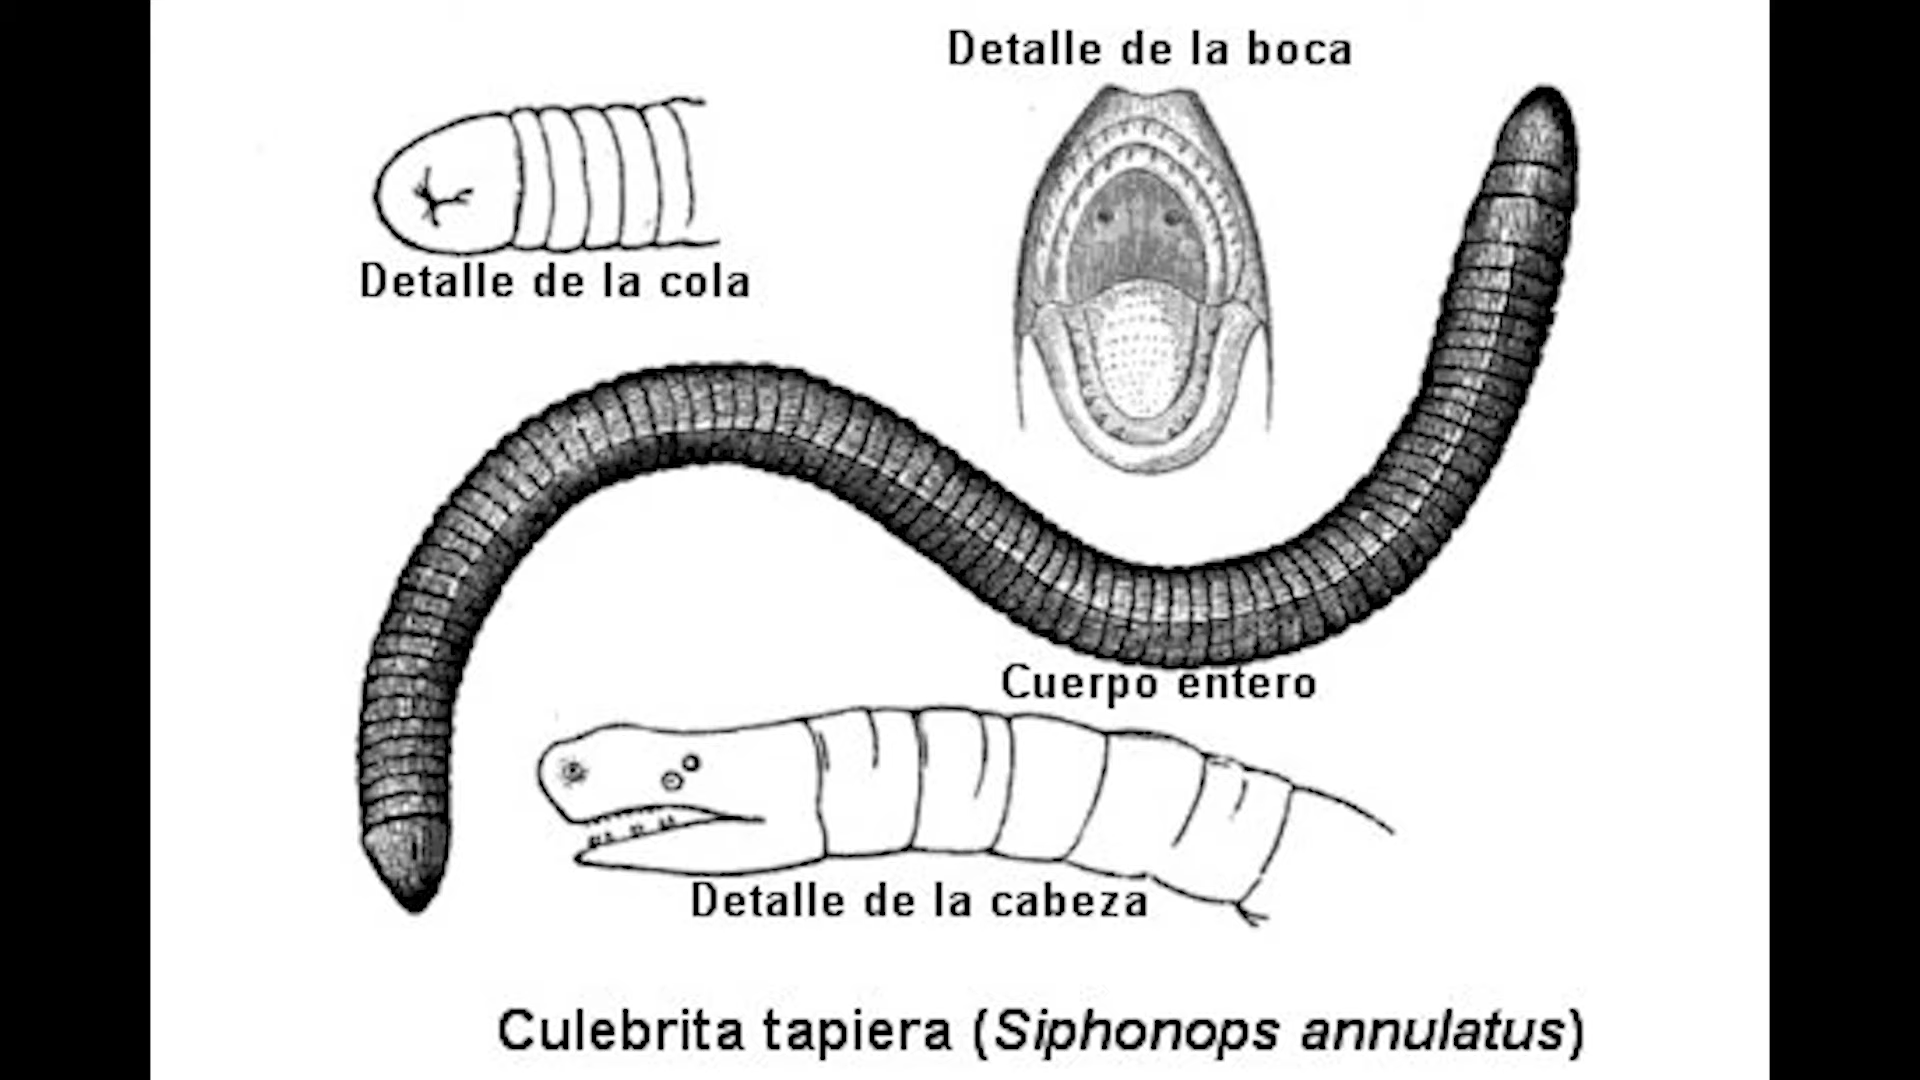 Detalle de la boca
Detalle de la cola
Cuerpo entero
Detalle de la cabeza
Culebrita tapiera (Siphonops annulatus)